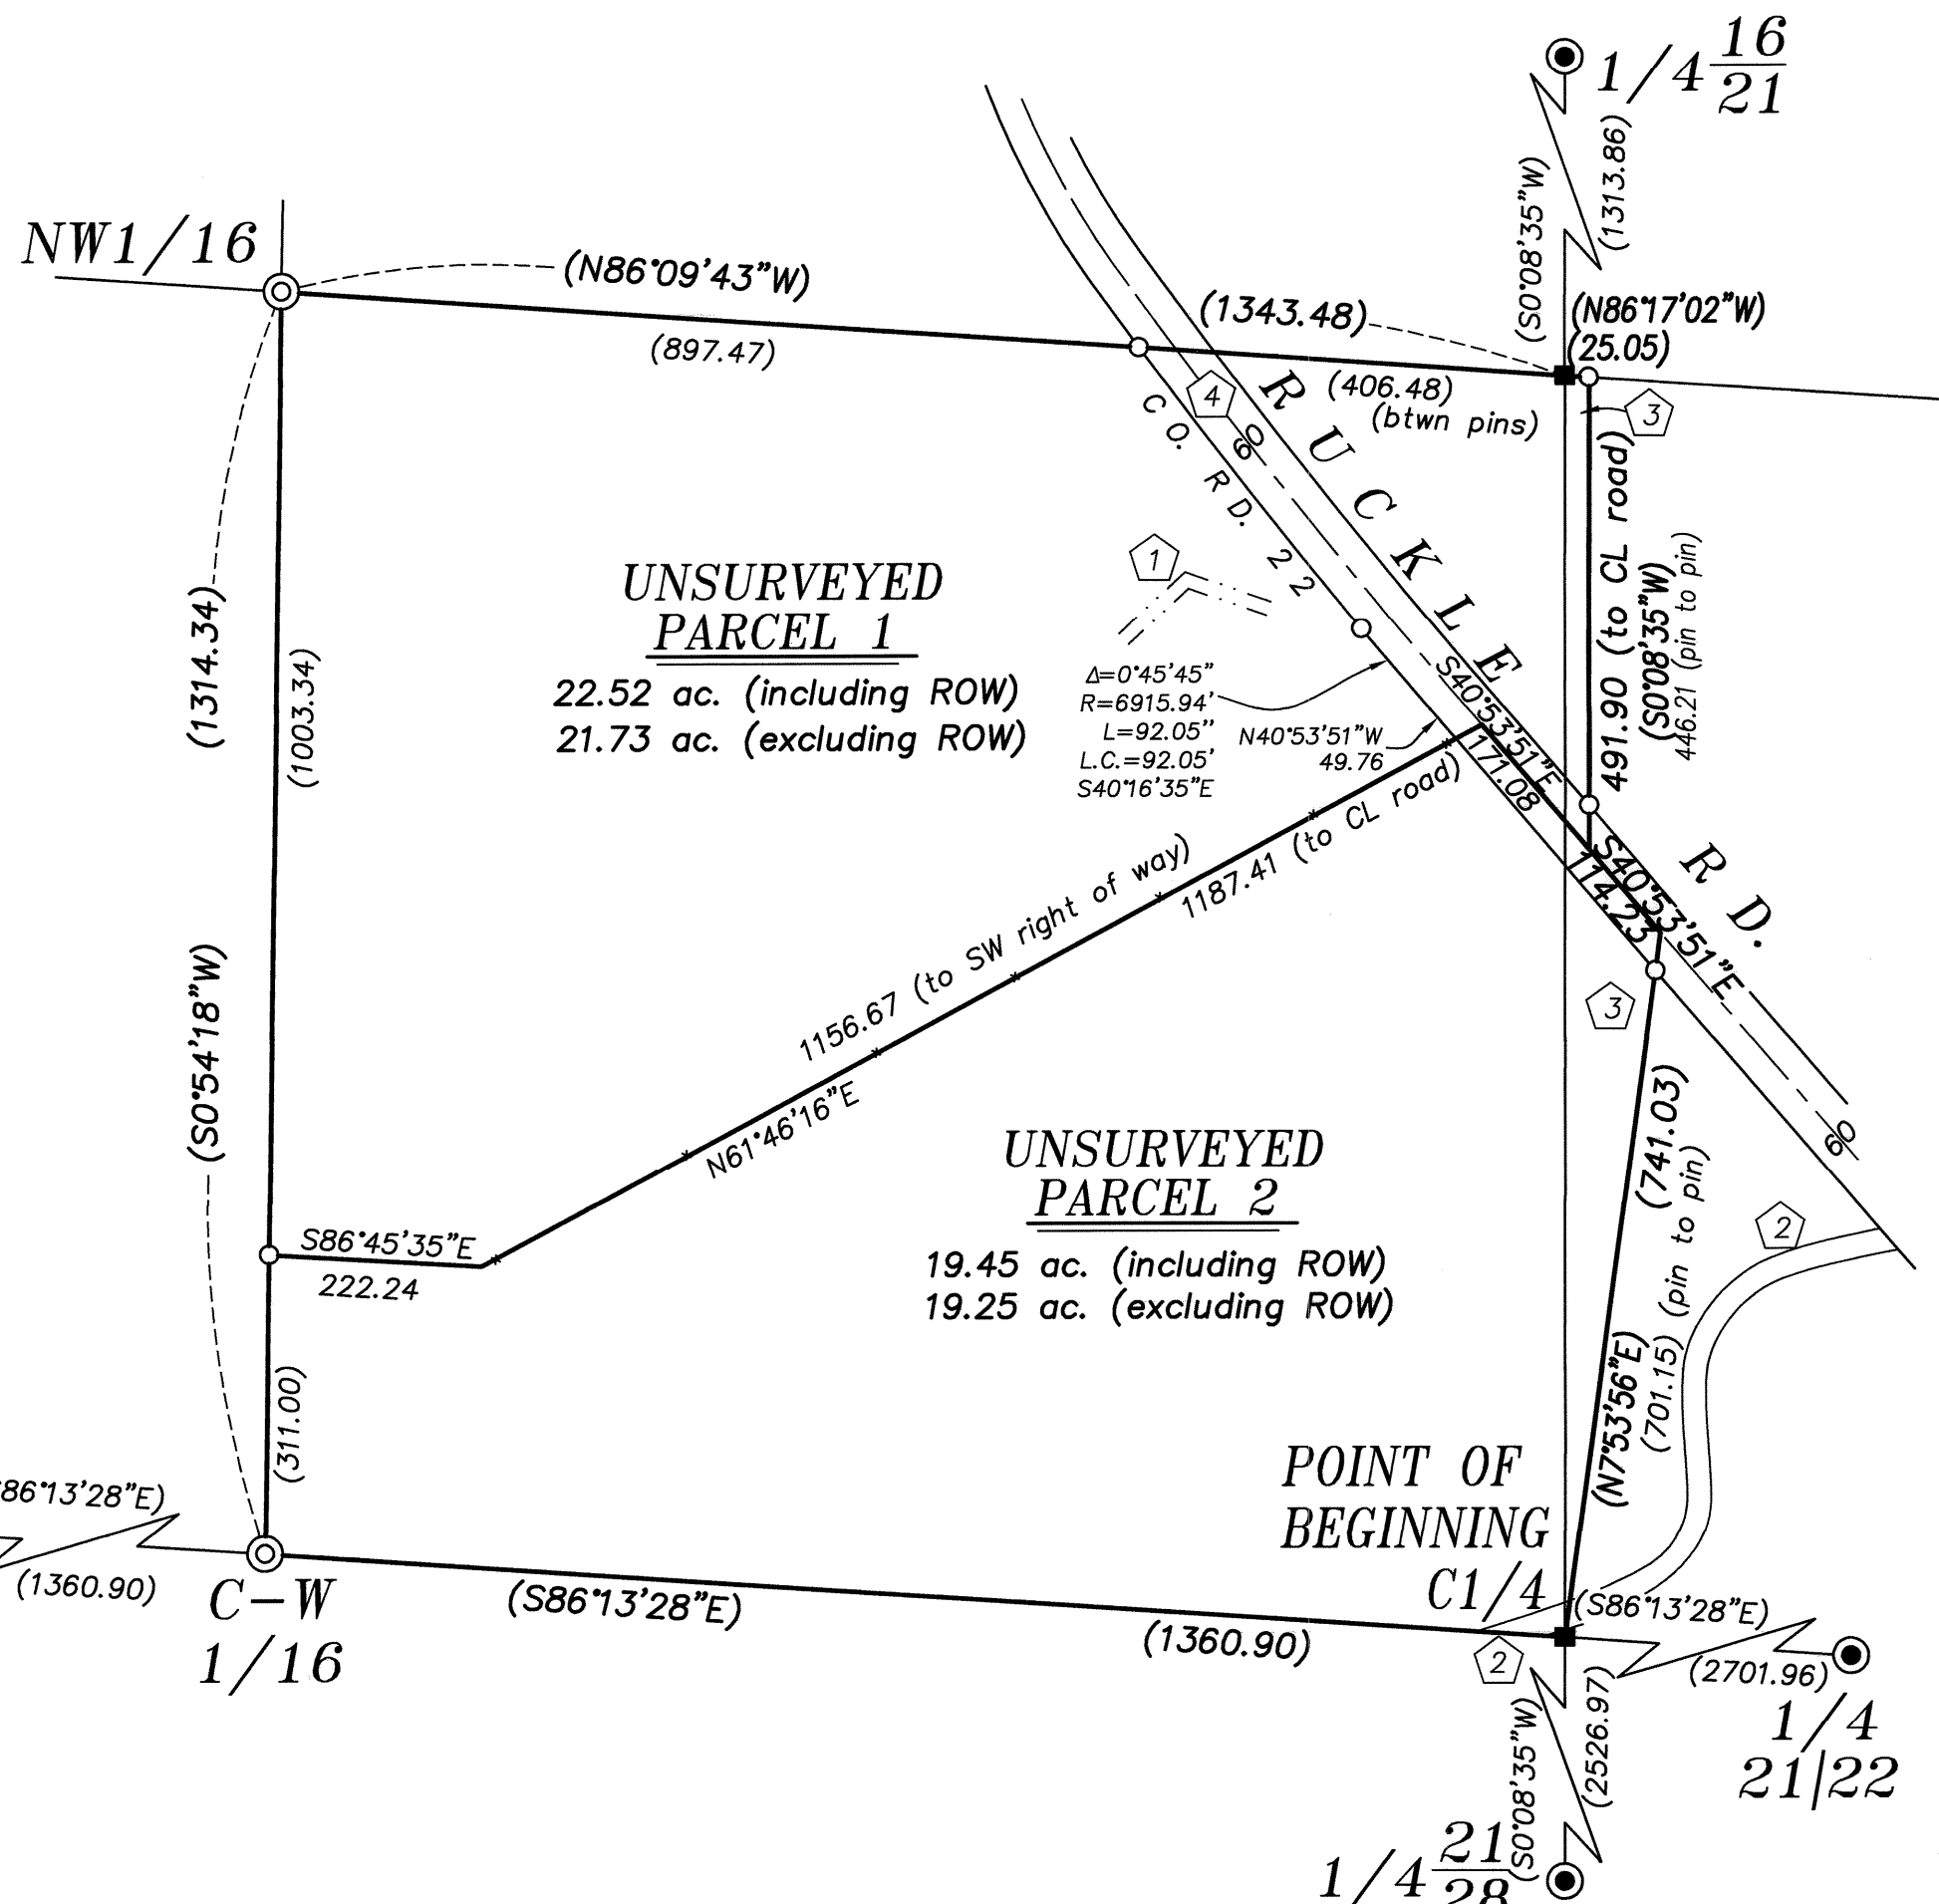 1/4 16
21
(S0°08'35"W)
(1313.86)
NW1/16
(N86°09'43"W)
(897.47)
(1343.48)
(N86°17'02"W)
(25.05)
(406.48)
(btwn pins)
3
4
60
CO. RD. 22
RUCKLE RD.
491.90 (to CL road)
(S0°08'35"W)
446.21 (pin to pin)
1
UNSURVEYED
PARCEL 1
22.52 ac. (including ROW)
21.73 ac. (excluding ROW)
(1314.34)
(1003.34)
Δ=0°45'45"
R=6915.94'
L=92.05"
L.C.=92.05'
S40°16'35"E
N40°53'51"W
49.76
S40°53'51"E
171.08
S40°53'51"E
114.23
1156.67 (to SW right of way)
1187.41 (to CL road)
N61°46'16"E
(S0°54'18"W)
3
UNSURVEYED
PARCEL 2
19.45 ac. (including ROW)
19.25 ac. (excluding ROW)
(741.03)
(N7°53'56"E)
(701.15) (pin to pin)
60
2
S86°45'35"E
222.24
(311.00)
86°13'28"E)
(1360.90)
C-W
1/16
(S86°13'28"E)
(1360.90)
POINT OF
BEGINNING
C1/4
2
(S86°13'28"E)
(2701.96)
1/4
21|22
(S0°08'35"W)
(2526.97)
1/4 21
28